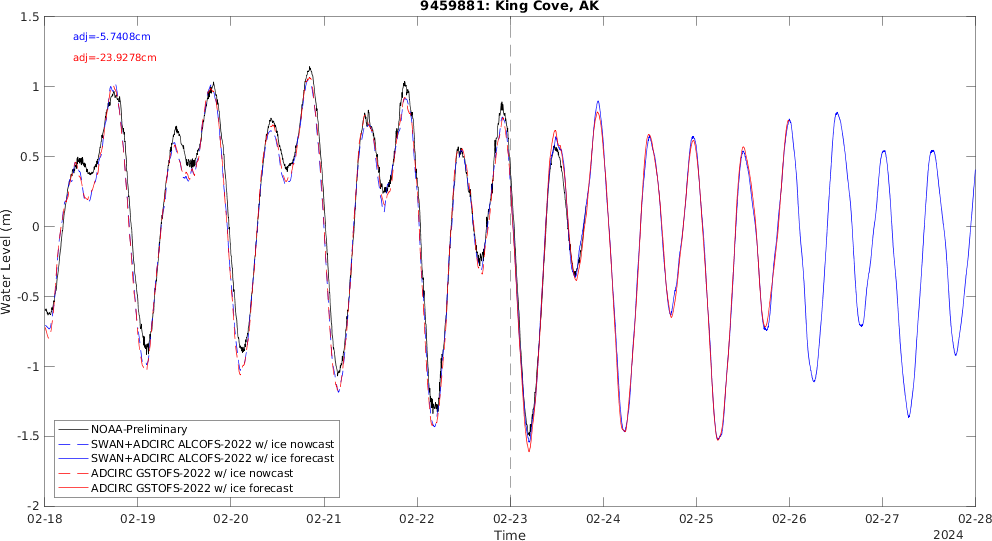 9459881: King Cove, AK
adj=-5.7408cm
adj=-23.9278cm
1.5
1
0.5
0
-0.5
-1
-1.5
-2
Water Level (m)
NOAA-Preliminary
SWAN+ADCIRC ALCOFS-2022 w/ ice nowcast
SWAN+ADCIRC ALCOFS-2022 w/ ice forecast
ADCIRC GSTOFS-2022 w/ ice nowcast
ADCIRC GSTOFS-2022 w/ ice forecast
02-18 02-19 02-20 02-21 02-22 02-23 02-24 02-25 02-26 02-27 02-28
Time
2024